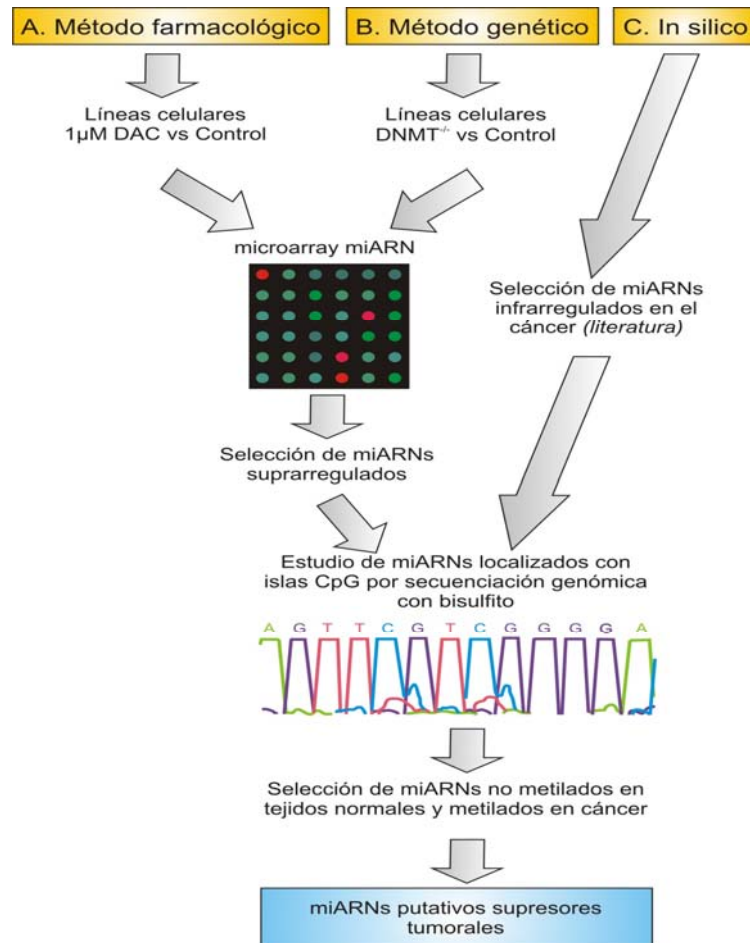 A. Método farmacológico
B. Método genético
C. In silico
Líneas celulares
1µM DAC vs Control
Líneas celulares
DNMT-/- vs Control
microarray miARN
Selección de miARNs
infrarregulados en el
cáncer (literatura)
Selección de miARNs
suprarregulados
Estudio de miARNs localizados con
islas CpG por secuenciación genómica
con bisulfito
A G T T C G T C G G G G A
Selección de miARNs no metilados en
tejidos normales y metilados en cáncer
miARNs putativos supresores
tumorales